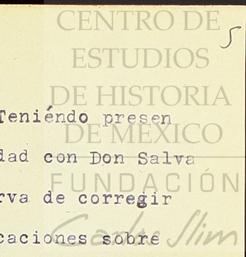 CENTRO DE
ESTUDIOS
5
DE HISTORIA
Teniéndo presen
DE MÉXICO
dad con Don Salva
FUNDACIÓN
rva de corregir
Carlos Slim
caciones sobre